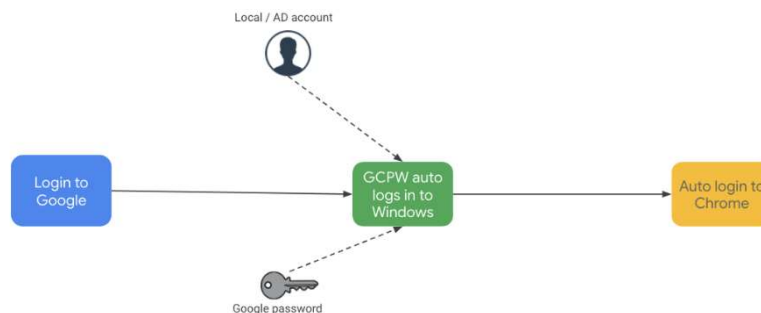 Local / AD account
Login to
Google
GCPW auto
logs in to
Windows
Auto login to
Chrome
Google password